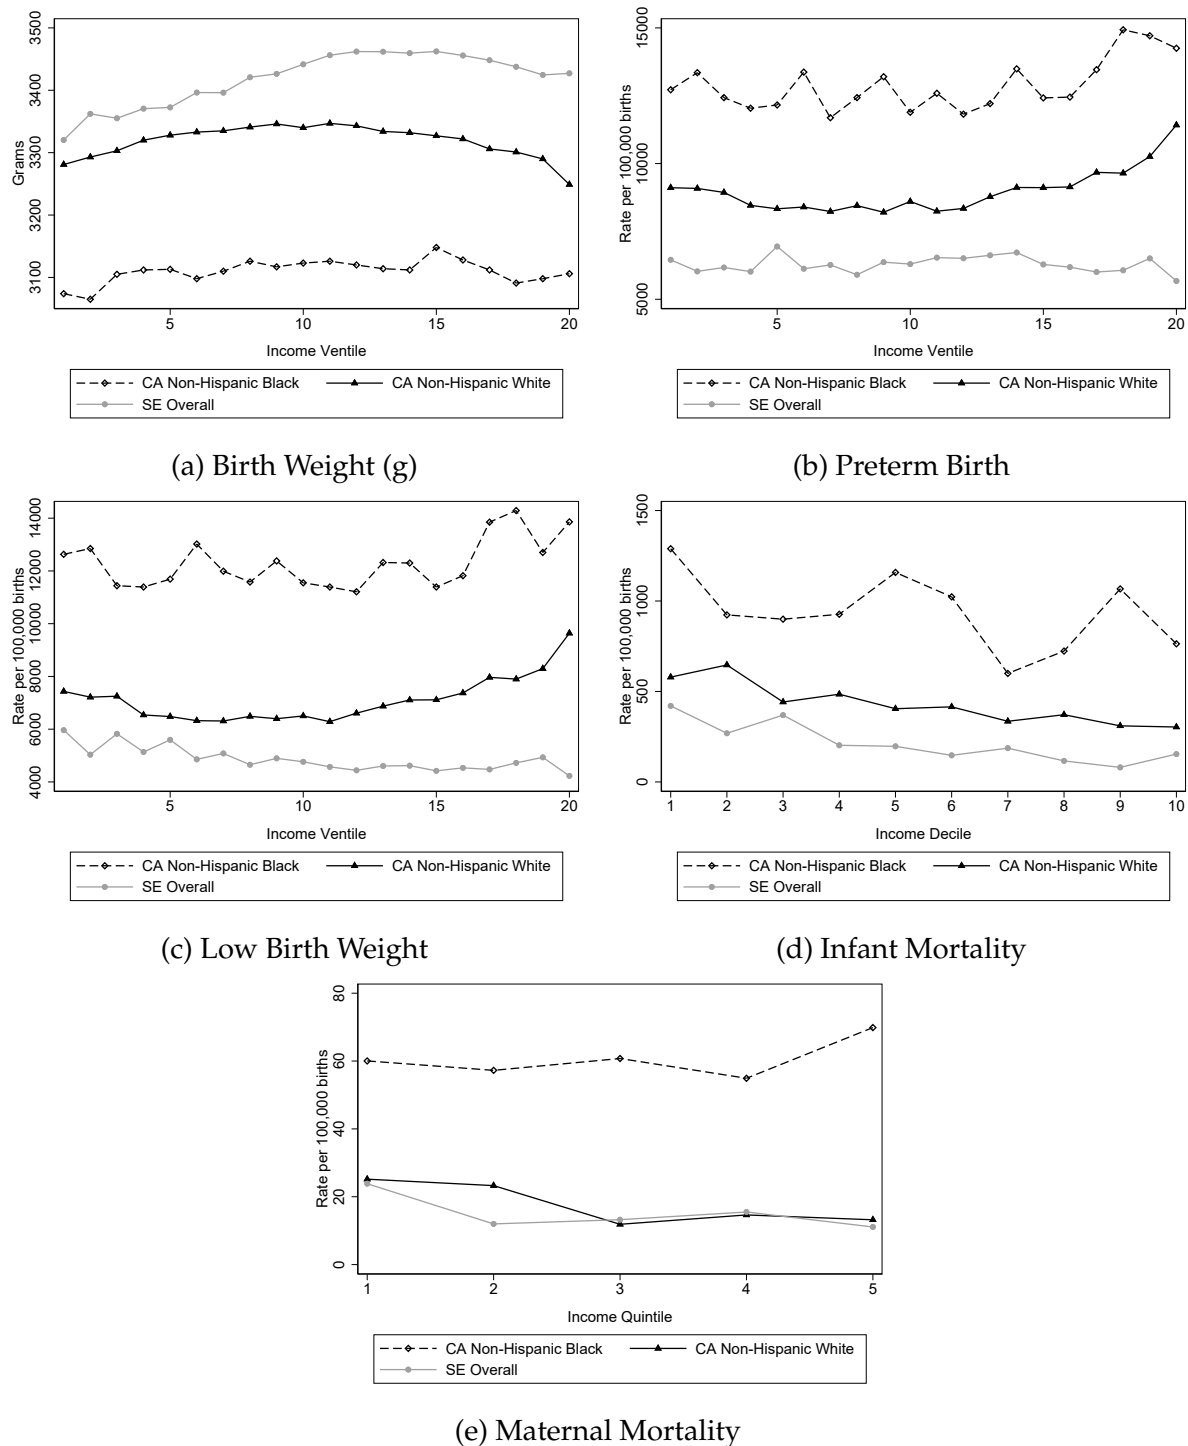 Grams
3500
3400
3300
3200
3100
5 10 15 20
Income Ventile
CA Non-Hispanic Black CA Non-Hispanic White
SE Overall
(a) Birth Weight (g)
Rate per 100,000 births
15000
10000
5000
5 10 15 20
Income Ventile
CA Non-Hispanic Black CA Non-Hispanic White
SE Overall
(b) Preterm Birth
Rate per 100,000 births
14000
12000
10000
8000
6000
4000
5 10 15 20
Income Ventile
CA Non-Hispanic Black CA Non-Hispanic White
SE Overall
(c) Low Birth Weight
Rate per 100,000 births
1500
1000
500
0
1 2 3 4 5 6 7 8 9 10
Income Decile
CA Non-Hispanic Black CA Non-Hispanic White
SE Overall
(d) Infant Mortality
Rate per 100,000 births
80
60
40
20
0
1 2 3 4 5
Income Quintile
CA Non-Hispanic Black CA Non-Hispanic White
SE Overall
(e) Maternal Mortality